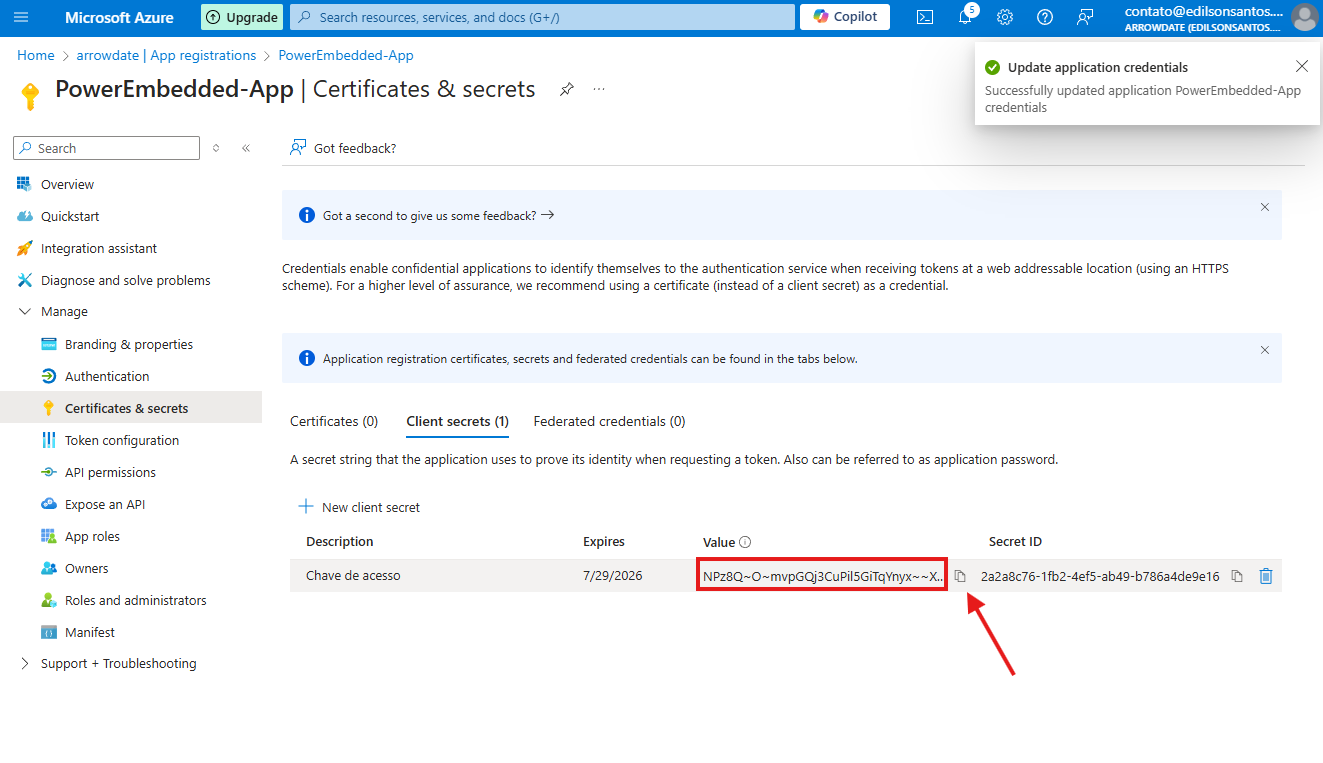 Microsoft Azure
Upgrade
Search resources, services, and docs (G+/)
Copilot
5
contato@edilsonsantos....
ARROWDATE (EDILSONSANTOS....
Home > arrowdate | App registrations > PowerEmbedded-App
Update application credentials
Successfully updated application PowerEmbedded-App
credentials
PowerEmbedded-App | Certificates & secrets
Search
Got feedback?
Overview
Quickstart
Integration assistant
Diagnose and solve problems
Manage
Branding & properties
Authentication
Certificates & secrets
Token configuration
API permissions
Expose an API
App roles
Owners
Roles and administrators
Manifest
Support + Troubleshooting
Got a second to give us some feedback?
Credentials enable confidential applications to identify themselves to the authentication service when receiving tokens at a web addressable location (using an HTTPS
scheme). For a higher level of assurance, we recommend using a certificate (instead of a client secret) as a credential.
Application registration certificates, secrets and federated credentials can be found in the tabs below.
Certificates (0) Client secrets (1) Federated credentials (0)
A secret string that the application uses to prove its identity when requesting a token. Also can be referred to as application password.
New client secret
Description Expires Value Secret ID
Chave de acesso 7/29/2026 NPz8Q~O~mvpGQj3CuPil5GiTqYnyx~~X... 2a2a8c76-1fb2-4ef5-ab49-b786a4de9e16